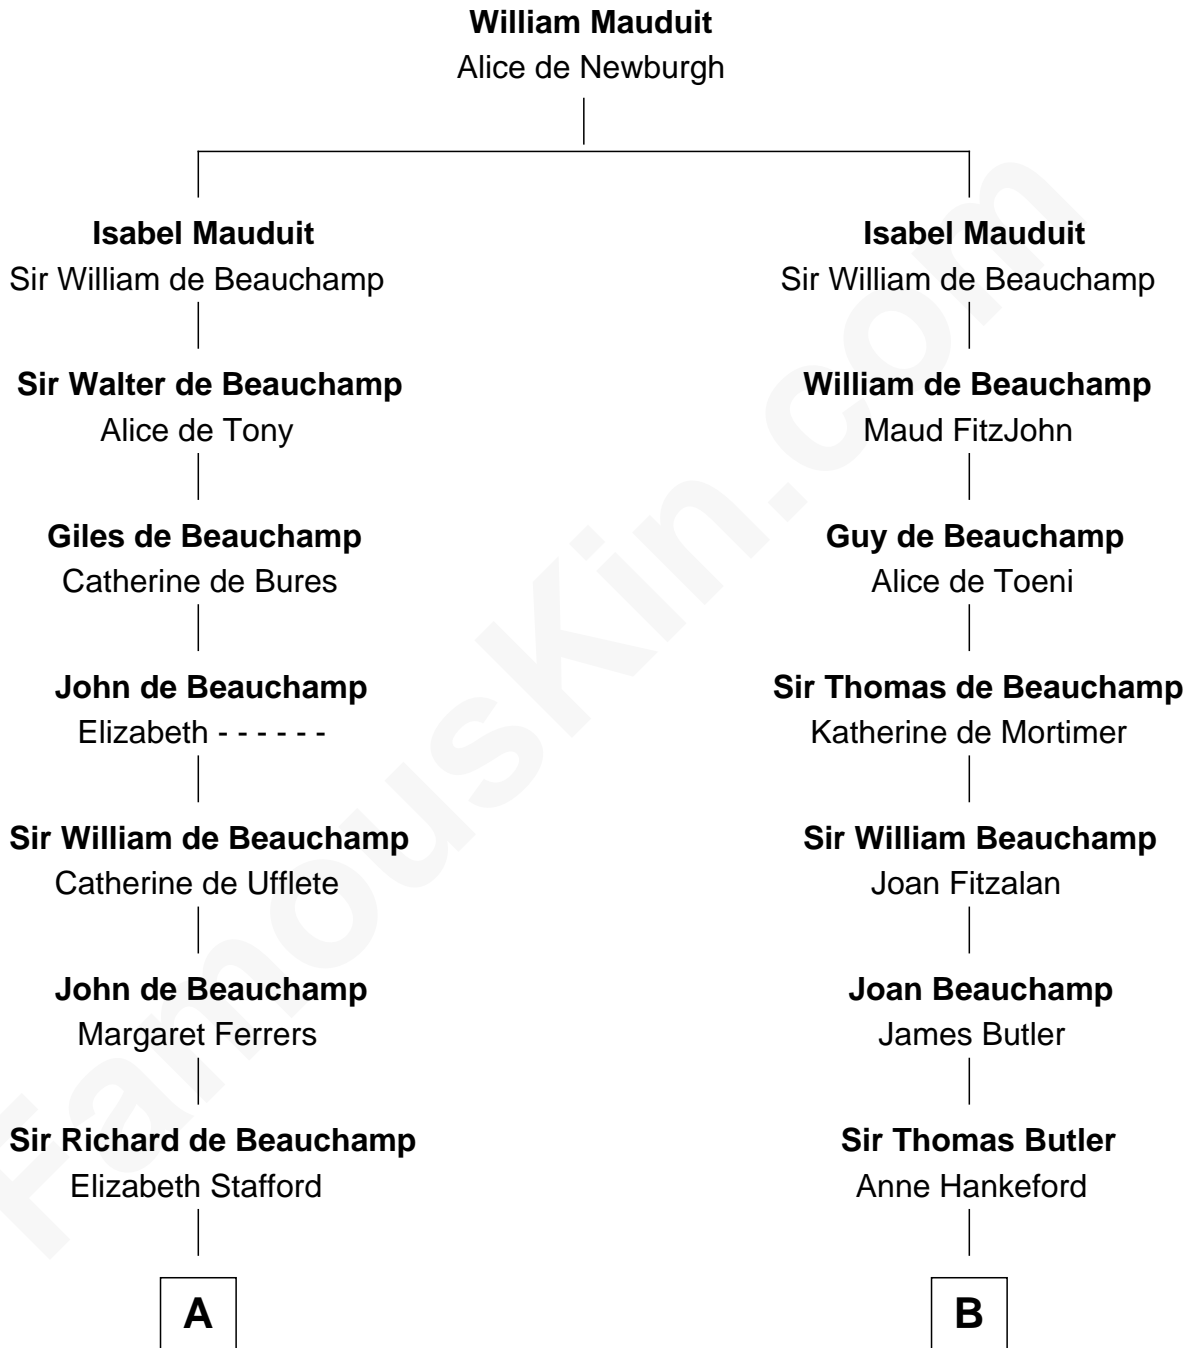 William Mauduit
Alice de Newburgh
Isabel Mauduit
Sir William de Beauchamp
Isabel Mauduit
Sir William de Beauchamp
Sir Walter de Beauchamp
Alice de Tony
William de Beauchamp
Maud FitzJohn
Giles de Beauchamp
Catherine de Bures
Guy de Beauchamp
Alice de Toeni
John de Beauchamp
Elizabeth - - - - - -
Sir Thomas de Beauchamp
Katherine de Mortimer
Sir William de Beauchamp
Catherine de Ufflete
Sir William Beauchamp
Joan Fitzalan
John de Beauchamp
Margaret Ferrers
Joan Beauchamp
James Butler
Sir Richard de Beauchamp
Elizabeth Stafford
Sir Thomas Butler
Anne Hankeford
A
B
FamousKin.com